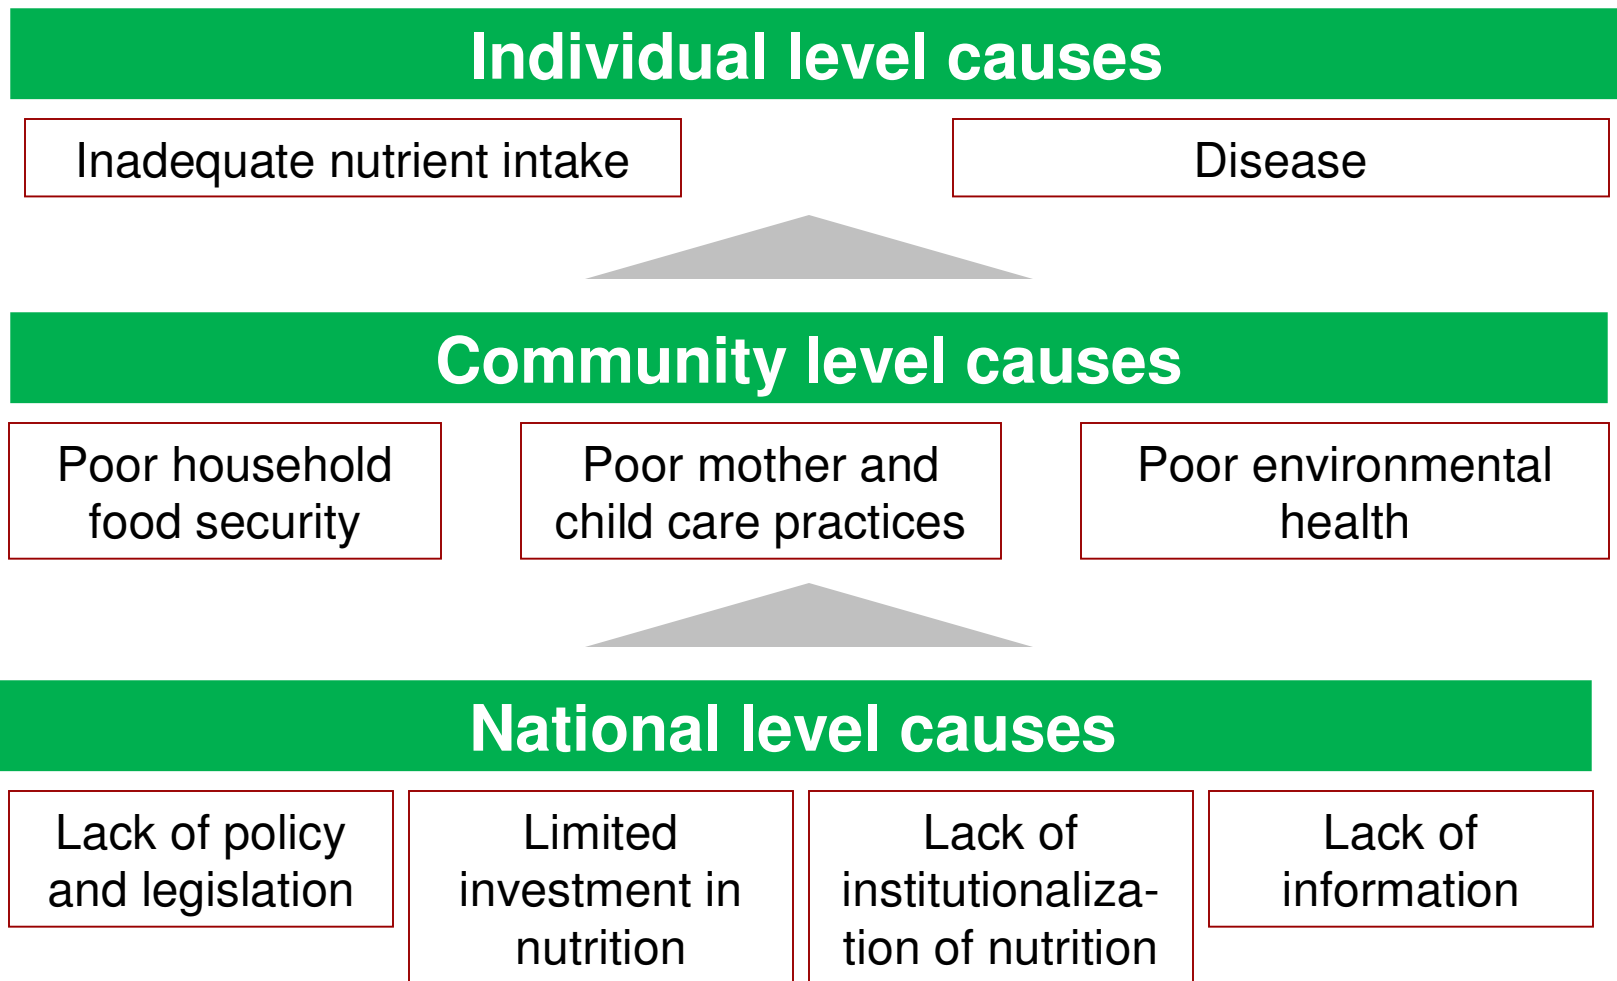 Individual level causes
Inadequate nutrient intake
Disease
Community level causes
Poor household
food security
Poor mother and
child care practices
Poor environmental
health
National level causes
Lack of policy
and legislation
Limited
investment in
nutrition
Lack of
institutionaliza-
tion of nutrition
Lack of
information